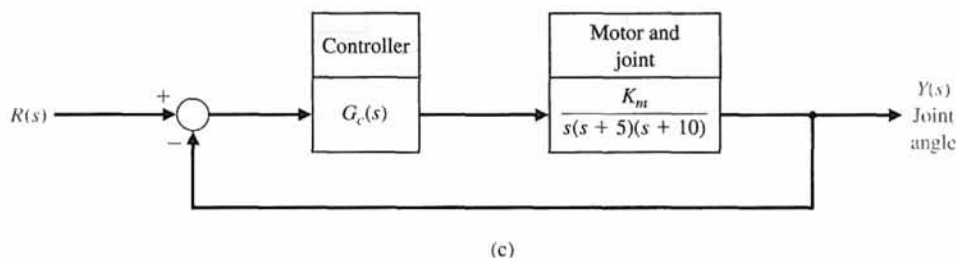 Controller
Motor and
joint
R(s)
+
−
G_c(s)
K_m
s(s + 5)(s + 10)
Y(s)
Joint
angle
(c)